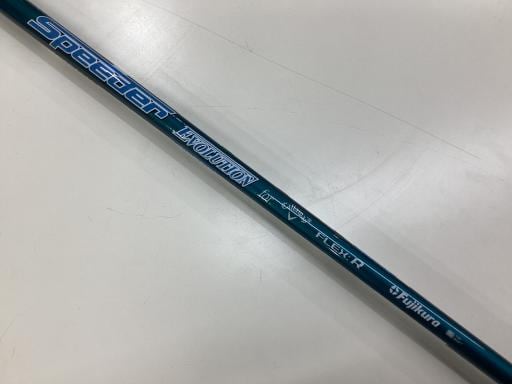 Speeder
EVOLUTION
FLEX: R
Fujikura